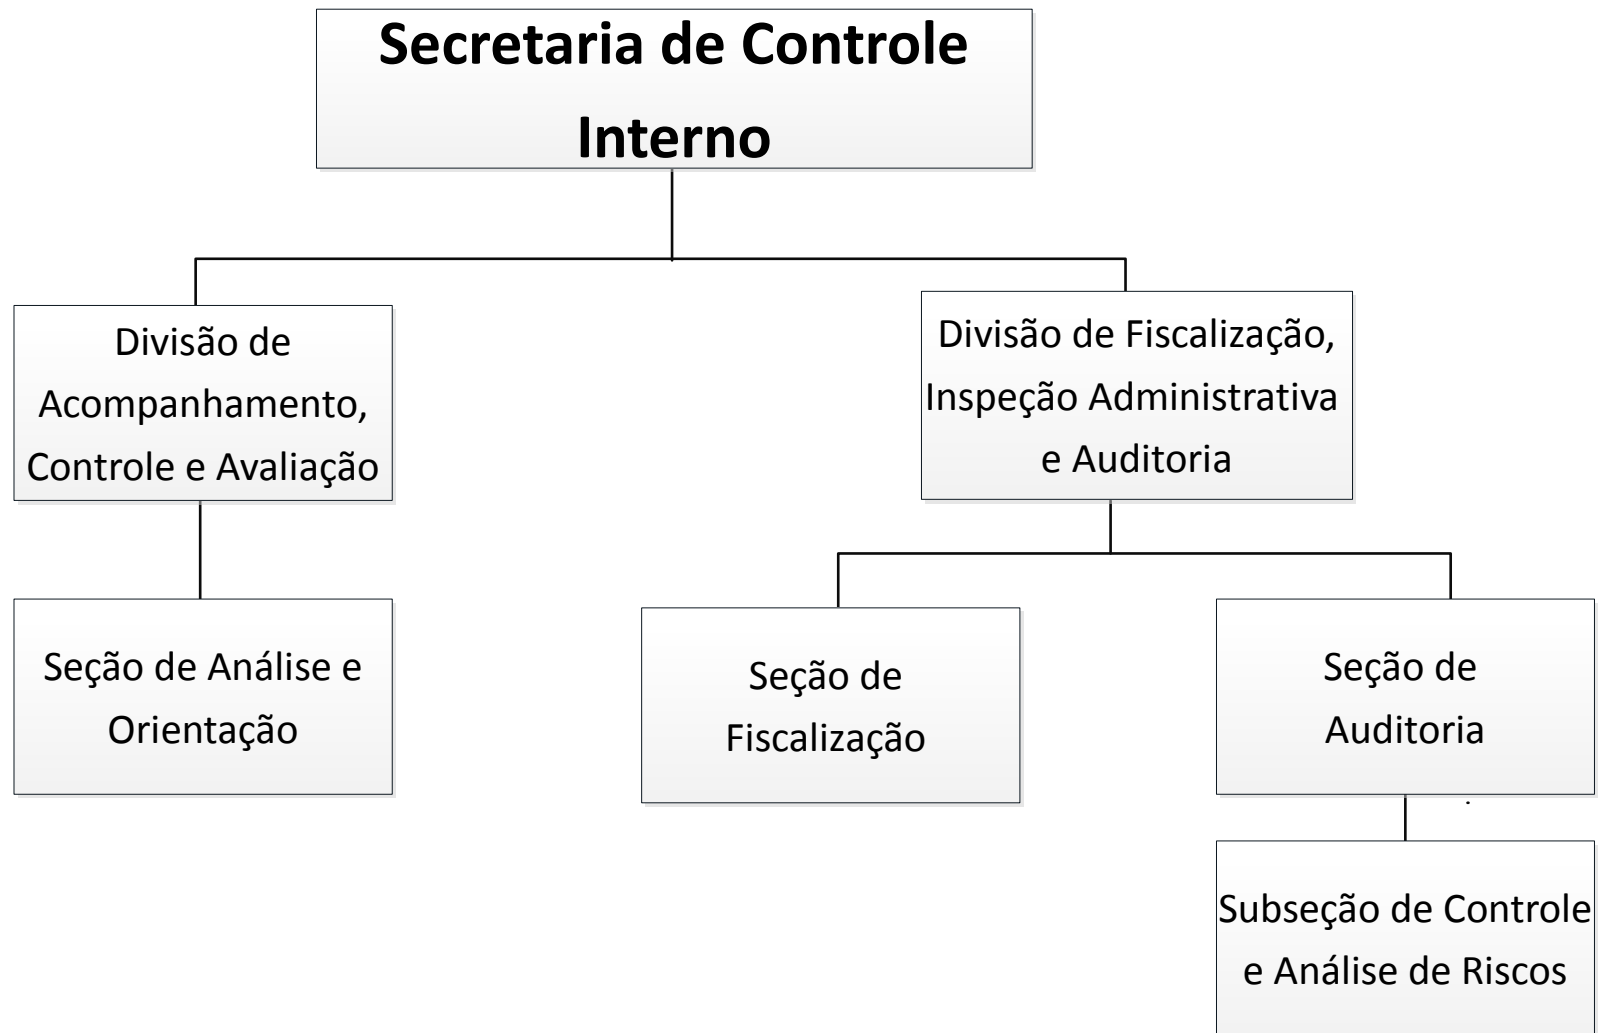 Secretaria de Controle
Interno
Divisão de
Acompanhamento,
Controle e Avaliação
Divisão de Fiscalização,
Inspeção Administrativa
e Auditoria
Seção de Análise e
Orientação
Seção de
Fiscalização
Seção de
Auditoria
.
Subseção de Controle
e Análise de Riscos